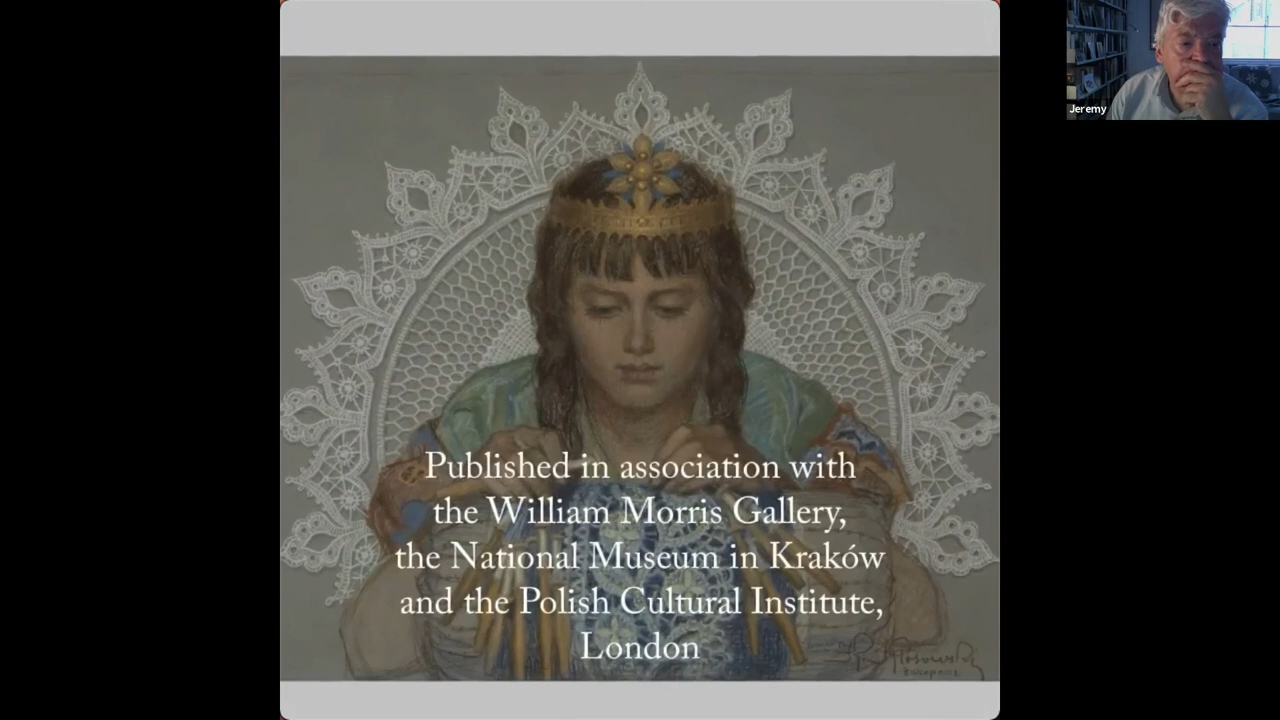 Jeremy
Published in association with
the William Morris Gallery,
the National Museum in Kraków
and the Polish Cultural Institute,
London